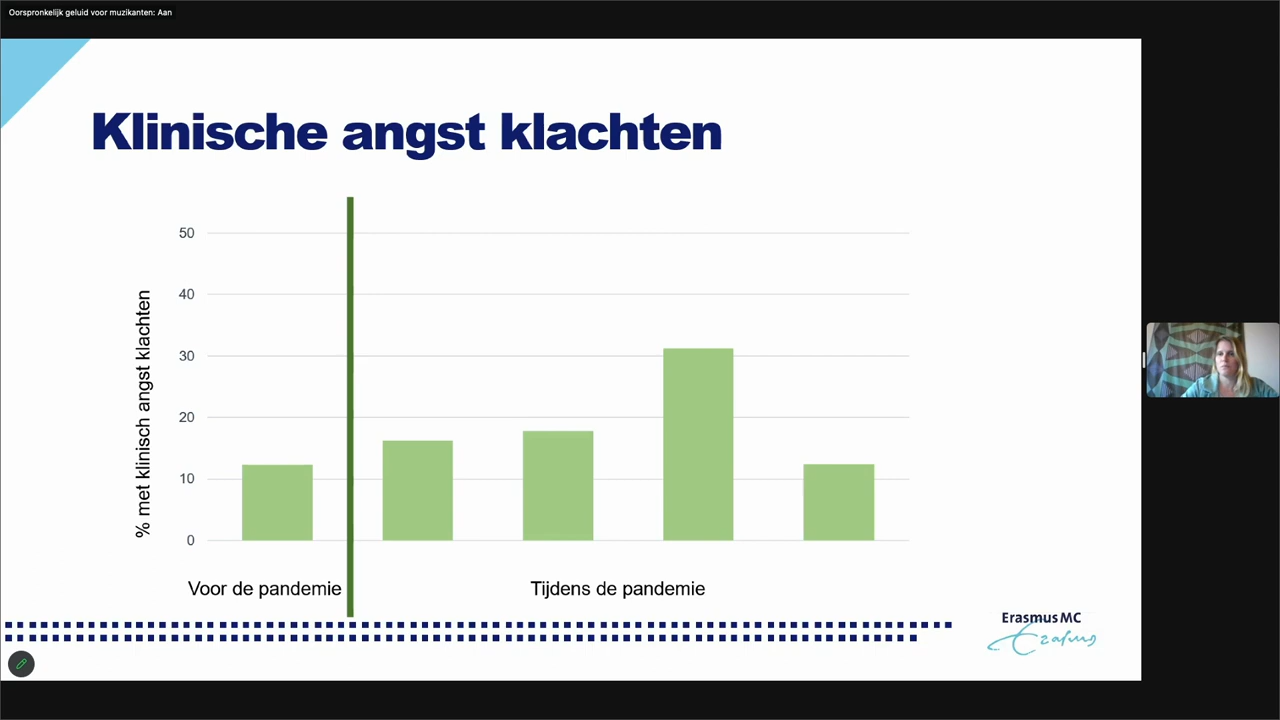 Oorspronkelijk geluid voor muzikanten: Aan
Klinische angst klachten
% met klinisch angst klachten
50
40
30
20
10
0
Voor de pandemie
Tijdens de pandemie
Erasmus MC
Erasmus